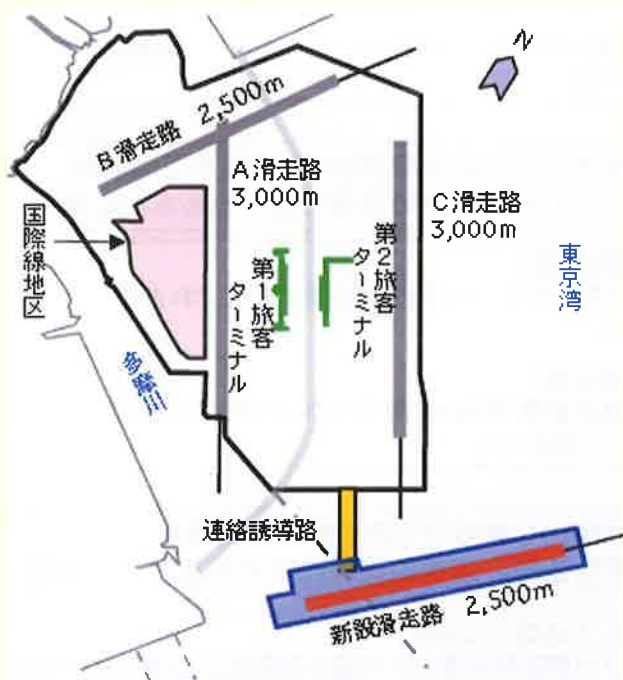 N
B滑走路 2,500m
A滑走路
3,000m
C滑走路
3,000m
国際線地区
第1旅客
ターミナル
第2旅客
ターミナル
東京湾
多摩川
連絡誘導路
新設滑走路 2,500m